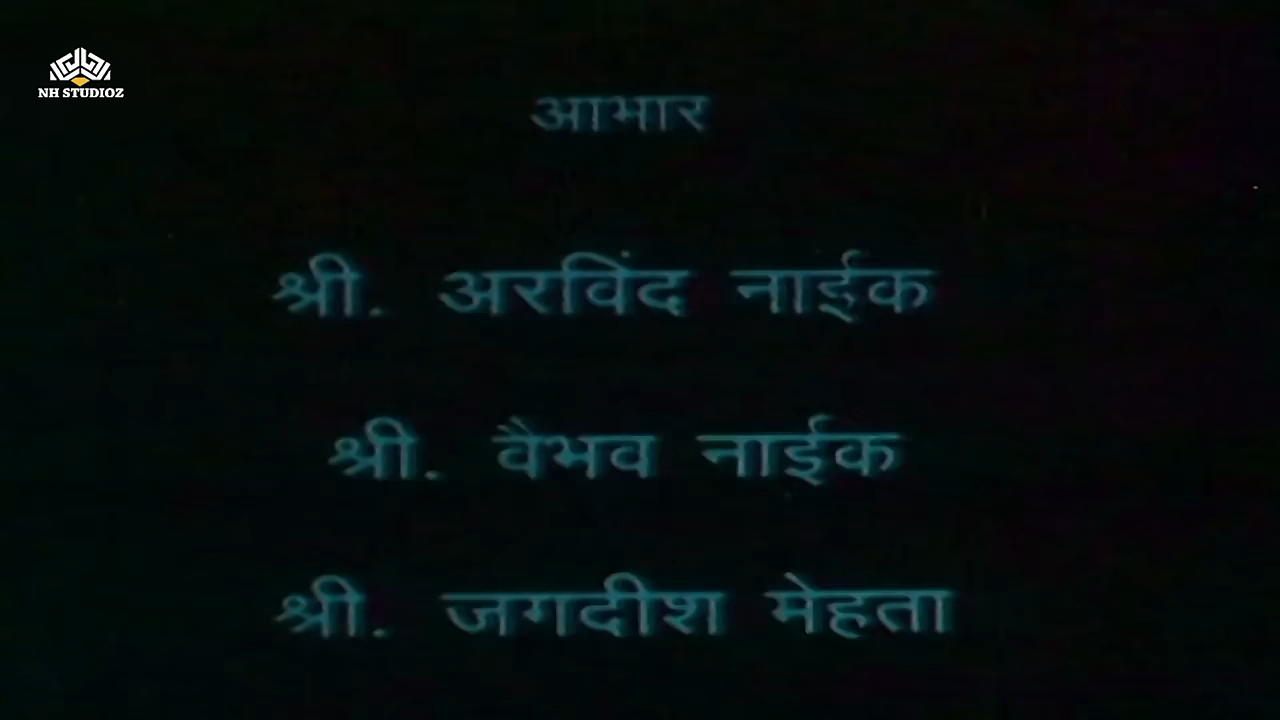 NH STUDIOZ
आभार
श्री. अरविंद नाईक
श्री. वैभव नाईक
श्री. जगदीश मेहता